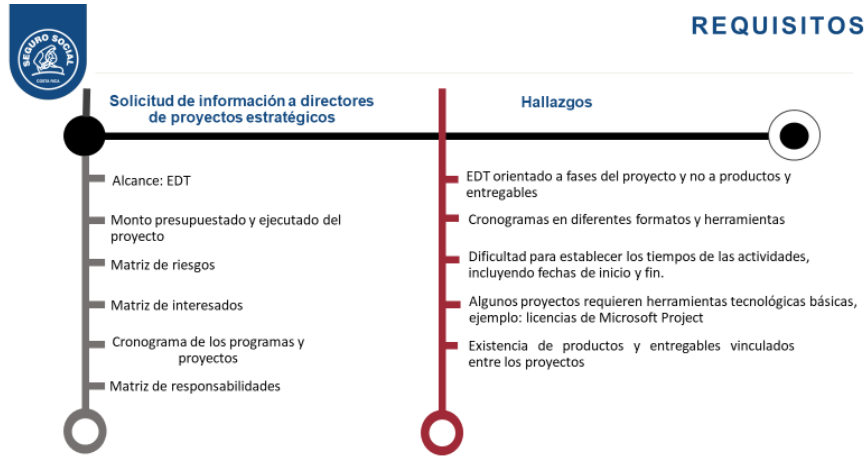 REQUISITOS
SEGURO SOCIAL
COSTA RICA
Solicitud de información a directores
de proyectos estratégicos
Alcance: EDT
Monto presupuestado y ejecutado del
proyecto
Matriz de riesgos
Matriz de interesados
Cronograma de los programas y
proyectos
Matriz de responsabilidades
Hallazgos
EDT orientado a fases del proyecto y no a productos y
entregables
Cronogramas en diferentes formatos y herramientas
Dificultad para establecer los tiempos de las actividades,
incluyendo fechas de inicio y fin.
Algunos proyectos requieren herramientas tecnológicas básicas,
ejemplo: licencias de Microsoft Project
Existencia de productos y entregables vinculados
entre los proyectos